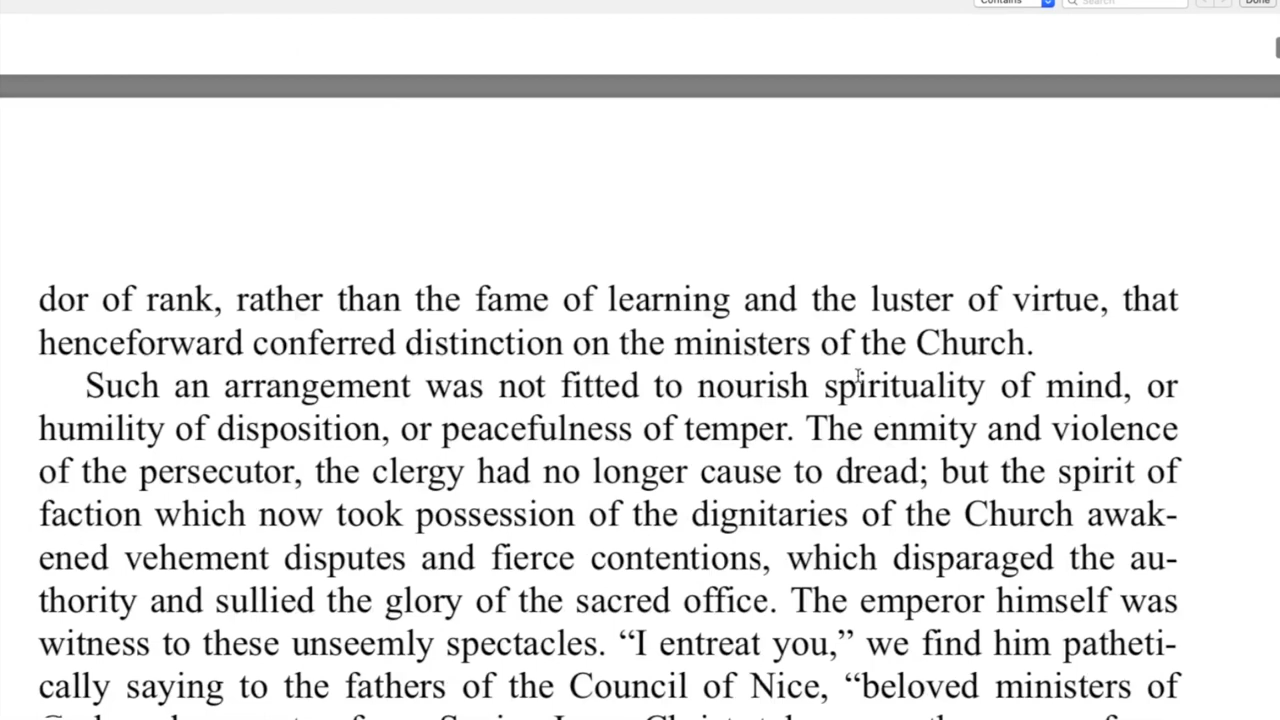 Contains
Search
Done
dor of rank, rather than the fame of learning and the luster of virtue, that
henceforward conferred distinction on the ministers of the Church.
Such an arrangement was not fitted to nourish spirituality of mind, or
humility of disposition, or peacefulness of temper. The enmity and violence
of the persecutor, the clergy had no longer cause to dread; but the spirit of
faction which now took possession of the dignitaries of the Church awak-
ened vehement disputes and fierce contentions, which disparaged the au-
thority and sullied the glory of the sacred office. The emperor himself was
witness to these unseemly spectacles. “I entreat you,” we find him patheti-
cally saying to the fathers of the Council of Nice, “beloved ministers of